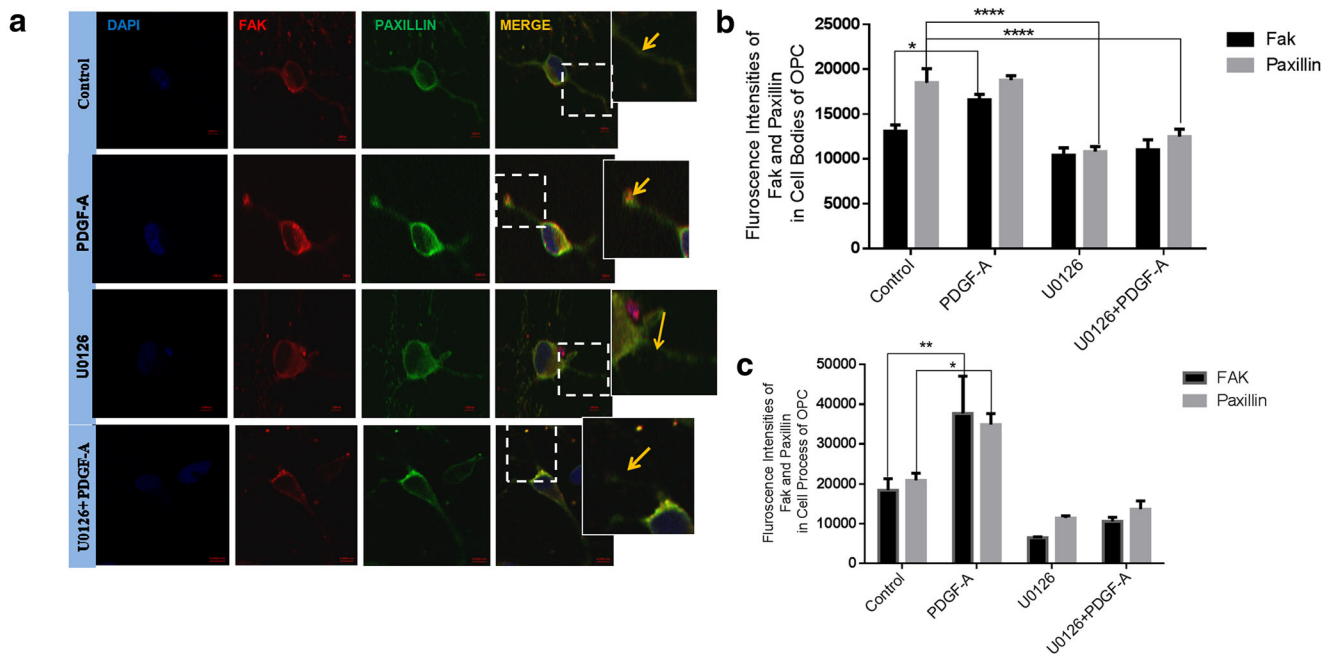 a
DAPI FAK PAXILLIN MERGE
Control
PDGF-A
U0126
U0126+PDGF-A
b
Fluroscence Intensities of
Fak and Paxillin
in Cell Bodies of OPC
25000
20000
15000
10000
5000
0
****
****
*
Fak
Paxillin
Control
PDGF-A
U0126
U0126+PDGF-A
c
Fluroscence Intensities of
Fak and Paxillin
in Cell Process of OPC
50000
40000
30000
20000
10000
0
**
*
FAK
Paxillin
Control
PDGF-A
U0126
U0126+PDGF-A